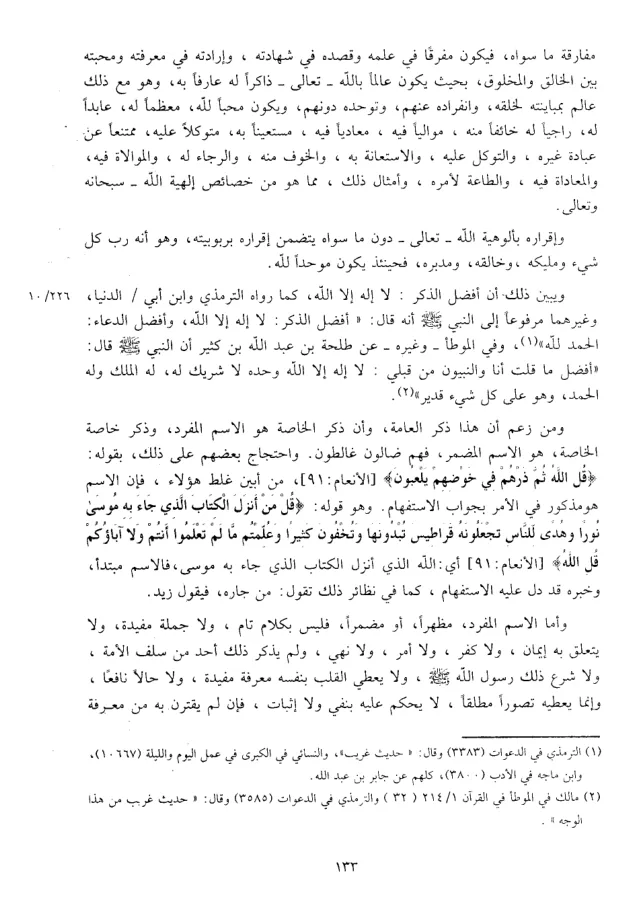 مفارقة ما سواه، فيكون مفرقًا في علمه وقصده في شهادته ، وإرادته في معرفته ومحبته
بين الخالق والمخلوق، بحيث يكون عالماً بالله ـ تعالى ـ ذاكراً له عارفاً به، وهو مع ذلك
عالم بمباينته لخلقه، وانفراده عنهم، وتوحده دونهم، ويكون محباً لله، معظماً له، عابداً
له، راجياً له خائفاً منه ، موالياً فيه ، معادياً فيه ، مستعيناً به، متوكلاً عليه، ممتنعاً عن
عبادة غيره ، والتوكل عليه ، والاستعانة به ، والخوف منه ، والرجاء له ، والموالاة فيه،
والمعاداة فيه ، والطاعة لأمره ، وأمثال ذلك ، مما هو من خصائص إلهية الله ـ سبحانه
وتعالى.
وإقراره بألوهية الله ـ تعالى ـ دون ما سواه يتضمن إقراره بربوبيته، وهو أنه رب كل
شيء ومليكه ،وخالقه، ومدبره، فحينئذ يكون موحداً لله.
ويبين ذلك أن أفضل الذكر : لا إله إلا الله، كما رواه الترمذي وابن أبي / الدنيا، ١٠/٢٢٦
وغيرهما مرفوعاً إلى النبي ﷺ أنه قال: « أفضل الذكر: لا إله إلا الله، وأفضل الدعاء:
الحمد لله»(١)، وفي الموطأ ـ وغيره ـ عن طلحة بن عبد الله بن كثير أن النبي ﷺ قال:
«أفضل ما قلت أنا والنبيون من قبلي : لا إله إلا الله وحده لا شريك له، له الملك وله
الحمد، وهو على كل شيء قدير»(٢).
ومن زعم أن هذا ذكر العامة، وأن ذكر الخاصة هو الاسم المفرد، وذكر خاصة
الخاصة، هو الاسم المضمر، فهم ضالون غالطون. واحتجاج بعضهم على ذلك، بقوله:
﴿قُلِ اللَّهُ ثُمَّ ذَرْهُمْ فِي خَوْضِهِمْ يَلْعَبُونَ﴾ [الأنعام:٩١]، من أبين غلط هؤلاء ، فإن الاسم
هومذكور في الأمر بجواب الاستفهام. وهو قوله: ﴿قُلْ مَنْ أَنزَلَ الْكِتَابَ الَّذِي جَاءَ بِهِ مُوسَىٰ
نُورًا وَهُدًى لِّلنَّاسِ تَجْعَلُونَهُ قَرَاطِيسَ تُبْدُونَهَا وَتُخْفُونَ كَثِيرًا وَعُلِّمْتُم مَّا لَمْ تَعْلَمُوا أَنتُمْ وَلَا آبَاؤُكُمْ
قُلِ اللَّهُ﴾ [الأنعام:٩١] أي:الله الذي أنزل الكتاب الذي جاء به موسى،فالاسم مبتدأ،
وخبره قد دل عليه الاستفهام ، كما في نظائر ذلك تقول: من جاره، فيقول زيد.
وأما الاسم المفرد، مظهراً، أو مضمراً، فليس بكلام تام ، ولا جملة مفيدة، ولا
يتعلق به إيمان ، ولا كفر ، ولا أمر ، ولا نهي ، ولم يذكر ذلك أحد من سلف الأمة ،
ولا شرع ذلك رسول الله ﷺ ، ولا يعطي القلب بنفسه معرفة مفيدة ، ولا حالاً نافعًا ،
وإنما يعطيه تصوراً مطلقاً ، لا يحكم عليه بنفي ولا إثبات ، فإن لم يقترن به من معرفة
(١) الترمذي في الدعوات (٣٣٨٣) وقال: « حديث غريب»، والنسائي في الكبرى في عمل اليوم والليلة (١٠٦٦٧)،
وابن ماجه في الأدب (٣٨٠٠)، كلهم عن جابر بن عبد الله.
(٢) مالك في الموطأ في القرآن ٢١٤/١ ( ٣٢ ) والترمذي في الدعوات (٣٥٨٥) وقال: « حديث غريب من هذا
الوجه » .
١٣٣